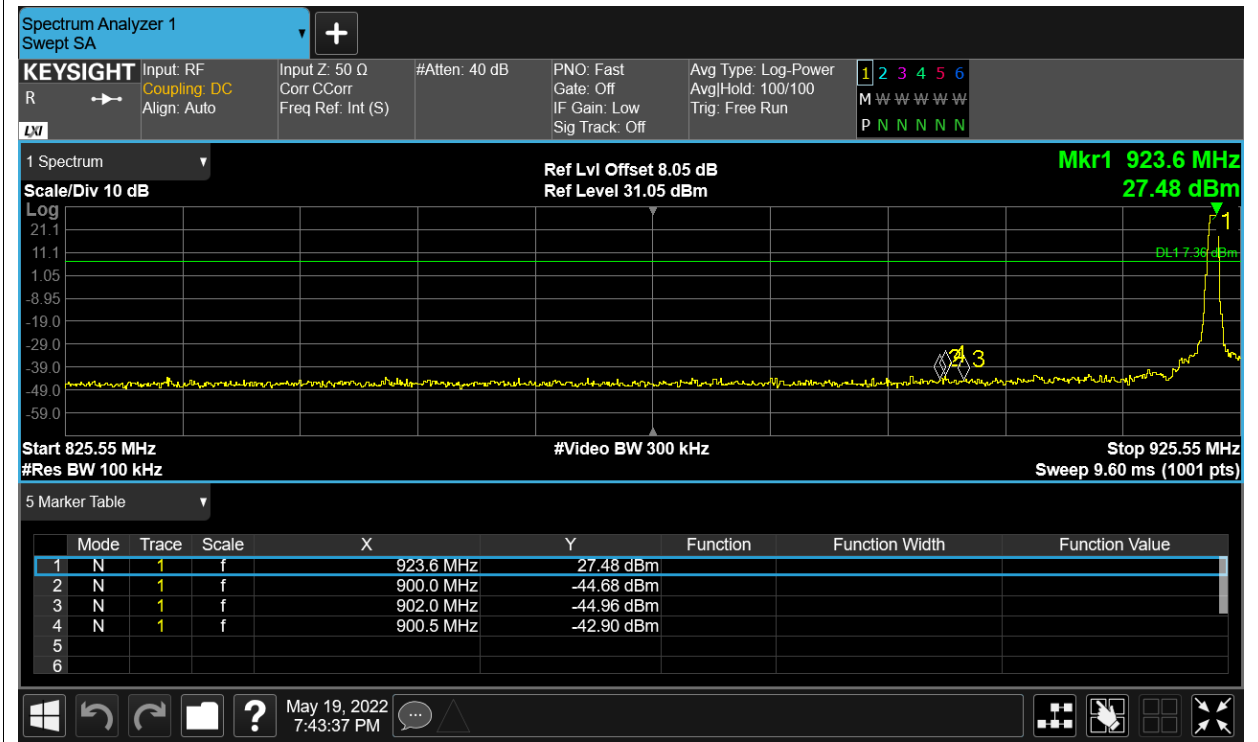 Spectrum Analyzer 1
Swept SA
KEYSIGHT
R
LXI
Input: RF
Coupling: DC
Align: Auto
Input Z: 50 Ω
Corr CCorr
Freq Ref: Int (S)
#Atten: 40 dB
PNO: Fast
Gate: Off
IF Gain: Low
Sig Track: Off
Avg Type: Log-Power
Avg|Hold: 100/100
Trig: Free Run
1 2 3 4 5 6
M W W W W W
P N N N N N
1 Spectrum
Scale/Div 10 dB
Ref Lvl Offset 8.05 dB
Ref Level 31.05 dBm
Mkr1 923.6 MHz
27.48 dBm
Log
21.1
11.1
1.05
-8.95
-19.0
-29.0
-39.0
-49.0
-59.0
1
DL1 7.36 dBm
2 4 3
Start 825.55 MHz
#Res BW 100 kHz
#Video BW 300 kHz
Stop 925.55 MHz
Sweep 9.60 ms (1001 pts)
5 Marker Table
Mode Trace Scale X Y Function Function Width Function Value
1 N 1 f 923.6 MHz 27.48 dBm
2 N 1 f 900.0 MHz -44.68 dBm
3 N 1 f 902.0 MHz -44.96 dBm
4 N 1 f 900.5 MHz -42.90 dBm
5
6
?
May 19, 2022
7:43:37 PM